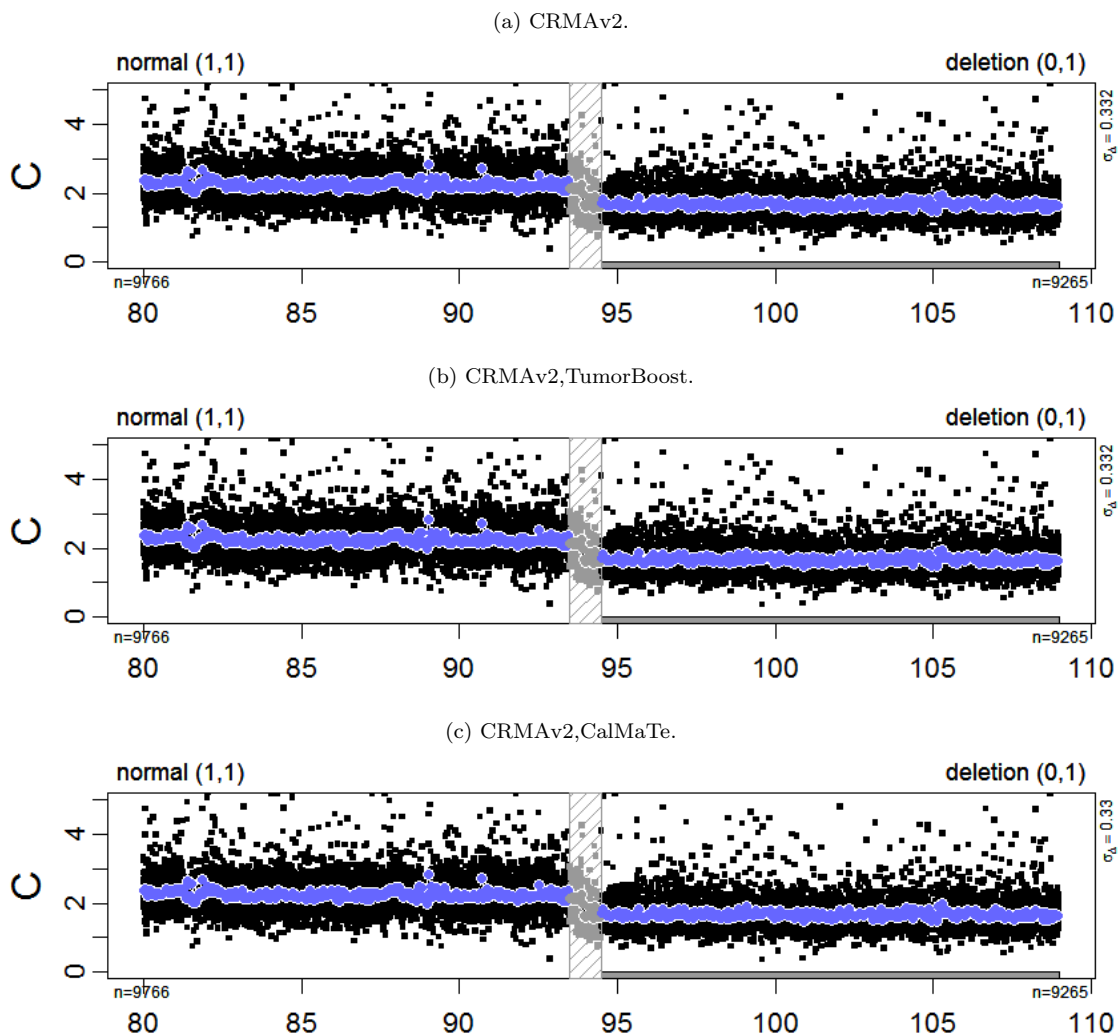 (a) CRMAv2.
normal (1,1) deletion (0,1)
C
4
2
0
σΔ = 0.332
n=9766 n=9265
80 85 90 95 100 105 110
(b) CRMAv2,TumorBoost.
normal (1,1) deletion (0,1)
C
4
2
0
σΔ = 0.332
n=9766 n=9265
80 85 90 95 100 105 110
(c) CRMAv2,CalMaTe.
normal (1,1) deletion (0,1)
C
4
2
0
σΔ = 0.33
n=9766 n=9265
80 85 90 95 100 105 110